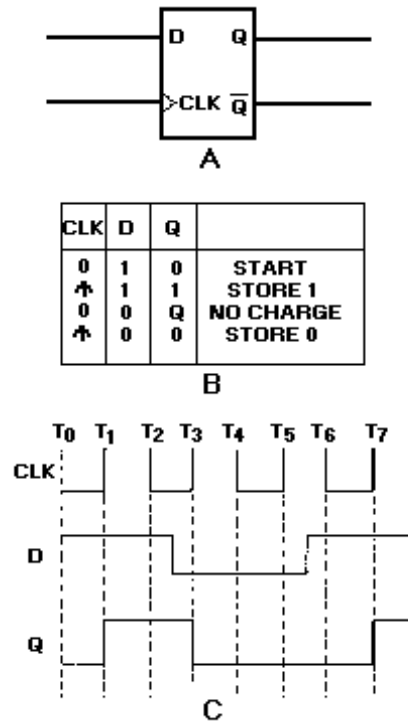 D Q
CLK Q̅
A
CLK D Q
0 1 0 START
↑ 1 1 STORE 1
0 0 Q NO CHARGE
↑ 0 0 STORE 0
B
T₀ T₁ T₂ T₃ T₄ T₅ T₆ T₇
CLK
D
Q
C